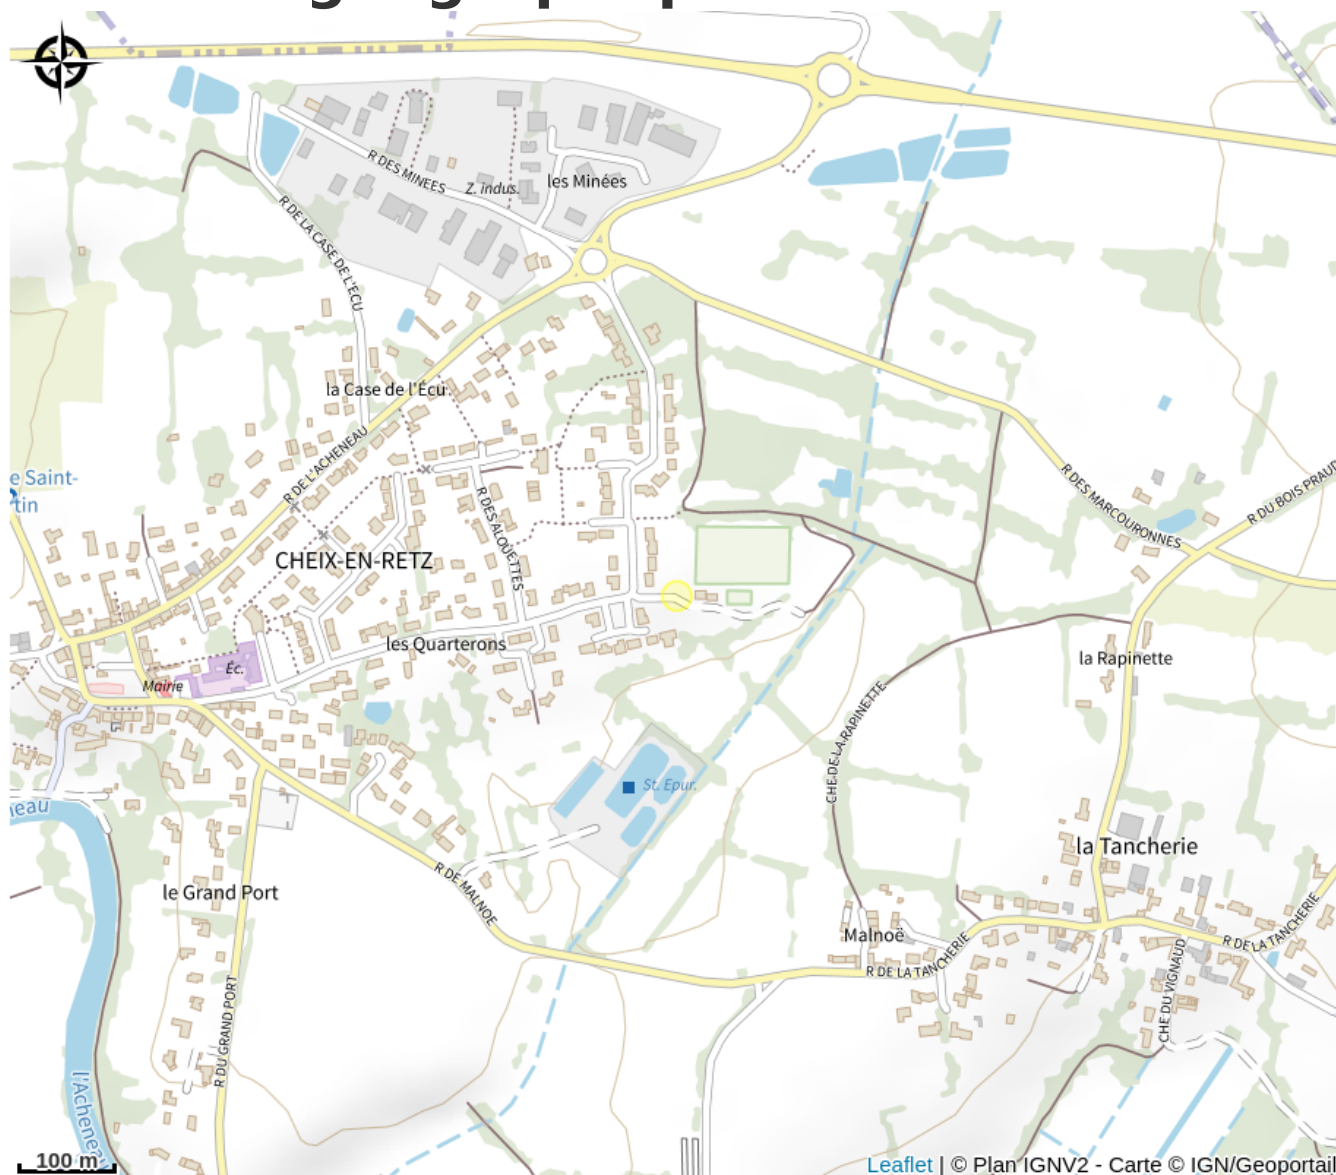 R DES MINEES
Z. indus.
les Minées
R DE LA CASE DE L'ECU
la Case de l'Écu
R DE L'ACHENEAU
e Saint-
tin
R DES ALOUETTES
CHEIX-EN-RETZ
R DES MARCOURONNES
R DU BOIS PRAUD
les Quarterons
Éc.
Mairie
la Rapinette
CHE DE LA RAPINETTE
St. Epur.
neau
la Tancherie
le Grand Port
R DE MALNOE
Malnoë
R DE LA TANCHERIE
R DE LA TANCHERIE
CHE DU VIGNAUD
R DU GRAND PORT
l'Achenea
100 m
Leaflet | © Plan IGNV2 - Carte © IGN/Geoportail